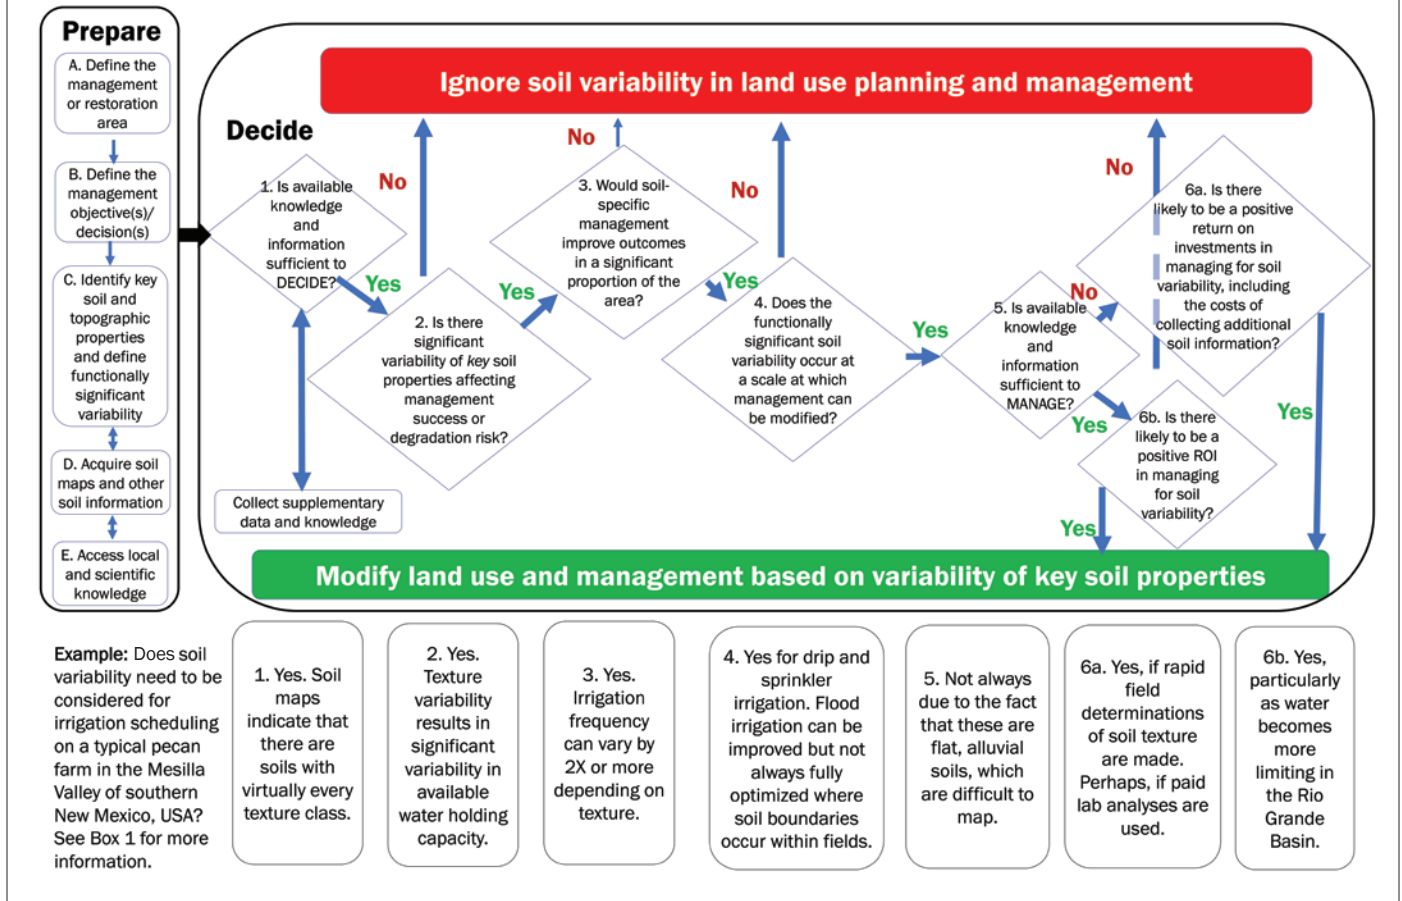 Prepare
A. Define the
management
or restoration
area
B. Define the
management
objective(s)/
decision(s)
C. Identify key
soil and
topographic
properties
and define
functionally
significant
variability
D. Acquire soil
maps and other
soil information
E. Access local
and scientific
knowledge
Ignore soil variability in land use planning and management
Decide
1. Is available
knowledge
and
information
sufficient to
DECIDE?
Yes
Collect supplementary
data and knowledge
No
2. Is there
significant
variability of key soil
properties affecting
management
success or
degradation risk?
Yes
No
3. Would soil-
specific
management
improve outcomes
in a significant
proportion of the
area?
Yes
No
4. Does the
functionally
significant soil
variability occur at
a scale at which
management can
be modified?
Yes
5. Is available
knowledge
and
information
sufficient to
MANAGE?
No
Yes
No
6a. Is there
likely to be a positive
return on
investments in
managing for soil
variability, including
the costs of
collecting additional
soil information?
Yes
6b. Is there
likely to be a
positive ROI
in managing
for soil
variability?
Yes
Modify land use and management based on variability of key soil properties
Example: Does soil
variability need to be
considered for
irrigation scheduling
on a typical pecan
farm in the Mesilla
Valley of southern
New Mexico, USA?
See Box 1 for more
information.
1. Yes. Soil
maps
indicate that
there are
soils with
virtually every
texture class.
2. Yes.
Texture
variability
results in
significant
variability in
available
water holding
capacity.
3. Yes.
Irrigation
frequency
can vary by
2X or more
depending on
texture.
4. Yes for drip and
sprinkler
irrigation. Flood
irrigation can be
improved but not
always fully
optimized where
soil boundaries
occur within fields.
5. Not always
due to the fact
that these are
flat, alluvial
soils, which
are difficult to
map.
6a. Yes, if rapid
field
determinations
of soil texture
are made.
Perhaps, if paid
lab analyses are
used.
6b. Yes,
particularly
as water
becomes
more
limiting in
the Rio
Grande
Basin.